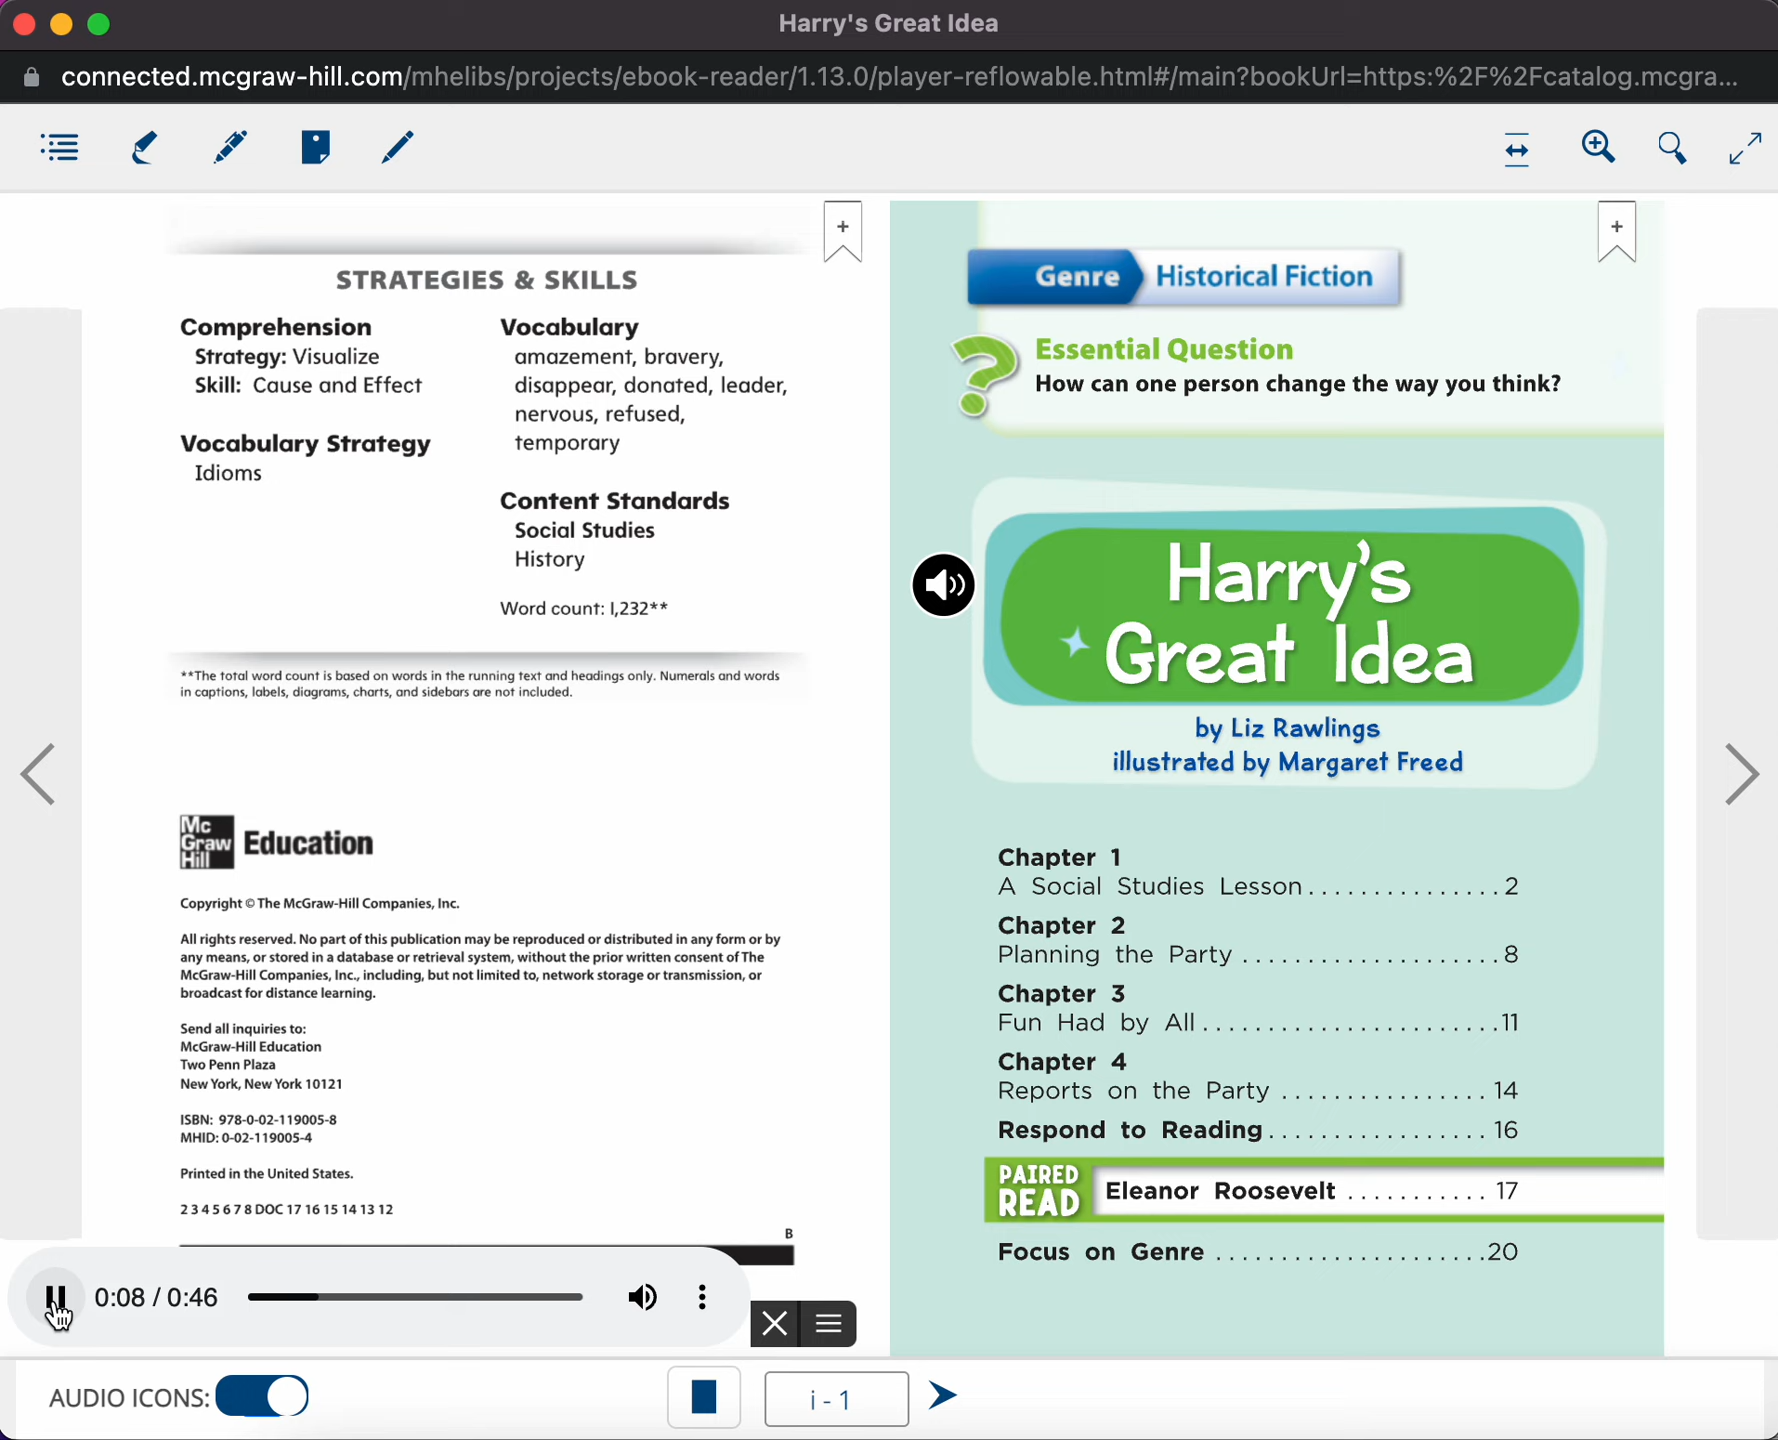 Harry's Great Idea
connected.mcgraw-hill.com/mhelibs/projects/ebook-reader/1.13.0/player-reflowable.html#/main?bookUrl=https:%2F%2Fcatalog.mcgra...
STRATEGIES & SKILLS
Comprehension
Strategy: Visualize
Skill: Cause and Effect
Vocabulary Strategy
Idioms
Vocabulary
amazement, bravery,
disappear, donated, leader,
nervous, refused,
temporary
Content Standards
Social Studies
History
Word count: 1,232**
**The total word count is based on words in the running text and headings only. Numerals and words
in captions, labels, diagrams, charts, and sidebars are not included.
Mc
Graw
Hill
Education
Copyright © The McGraw-Hill Companies, Inc.
All rights reserved. No part of this publication may be reproduced or distributed in any form or by
any means, or stored in a database or retrieval system, without the prior written consent of The
McGraw-Hill Companies, Inc., including, but not limited to, network storage or transmission, or
broadcast for distance learning.
Send all inquiries to:
McGraw-Hill Education
Two Penn Plaza
New York, New York 10121
ISBN: 978-0-02-119005-8
MHID: 0-02-119005-4
Printed in the United States.
2 3 4 5 6 7 8 DOC 17 16 15 14 13 12
B
Genre Historical Fiction
?
Essential Question
How can one person change the way you think?
Harry's
Great Idea
by Liz Rawlings
illustrated by Margaret Freed
Chapter 1
A Social Studies Lesson...............2
Chapter 2
Planning the Party....................8
Chapter 3
Fun Had by All.......................11
Chapter 4
Reports on the Party................14
Respond to Reading.................16
PAIRED
READ
Eleanor Roosevelt...........17
Focus on Genre.....................20
0:08 / 0:46
AUDIO ICONS:
i - 1